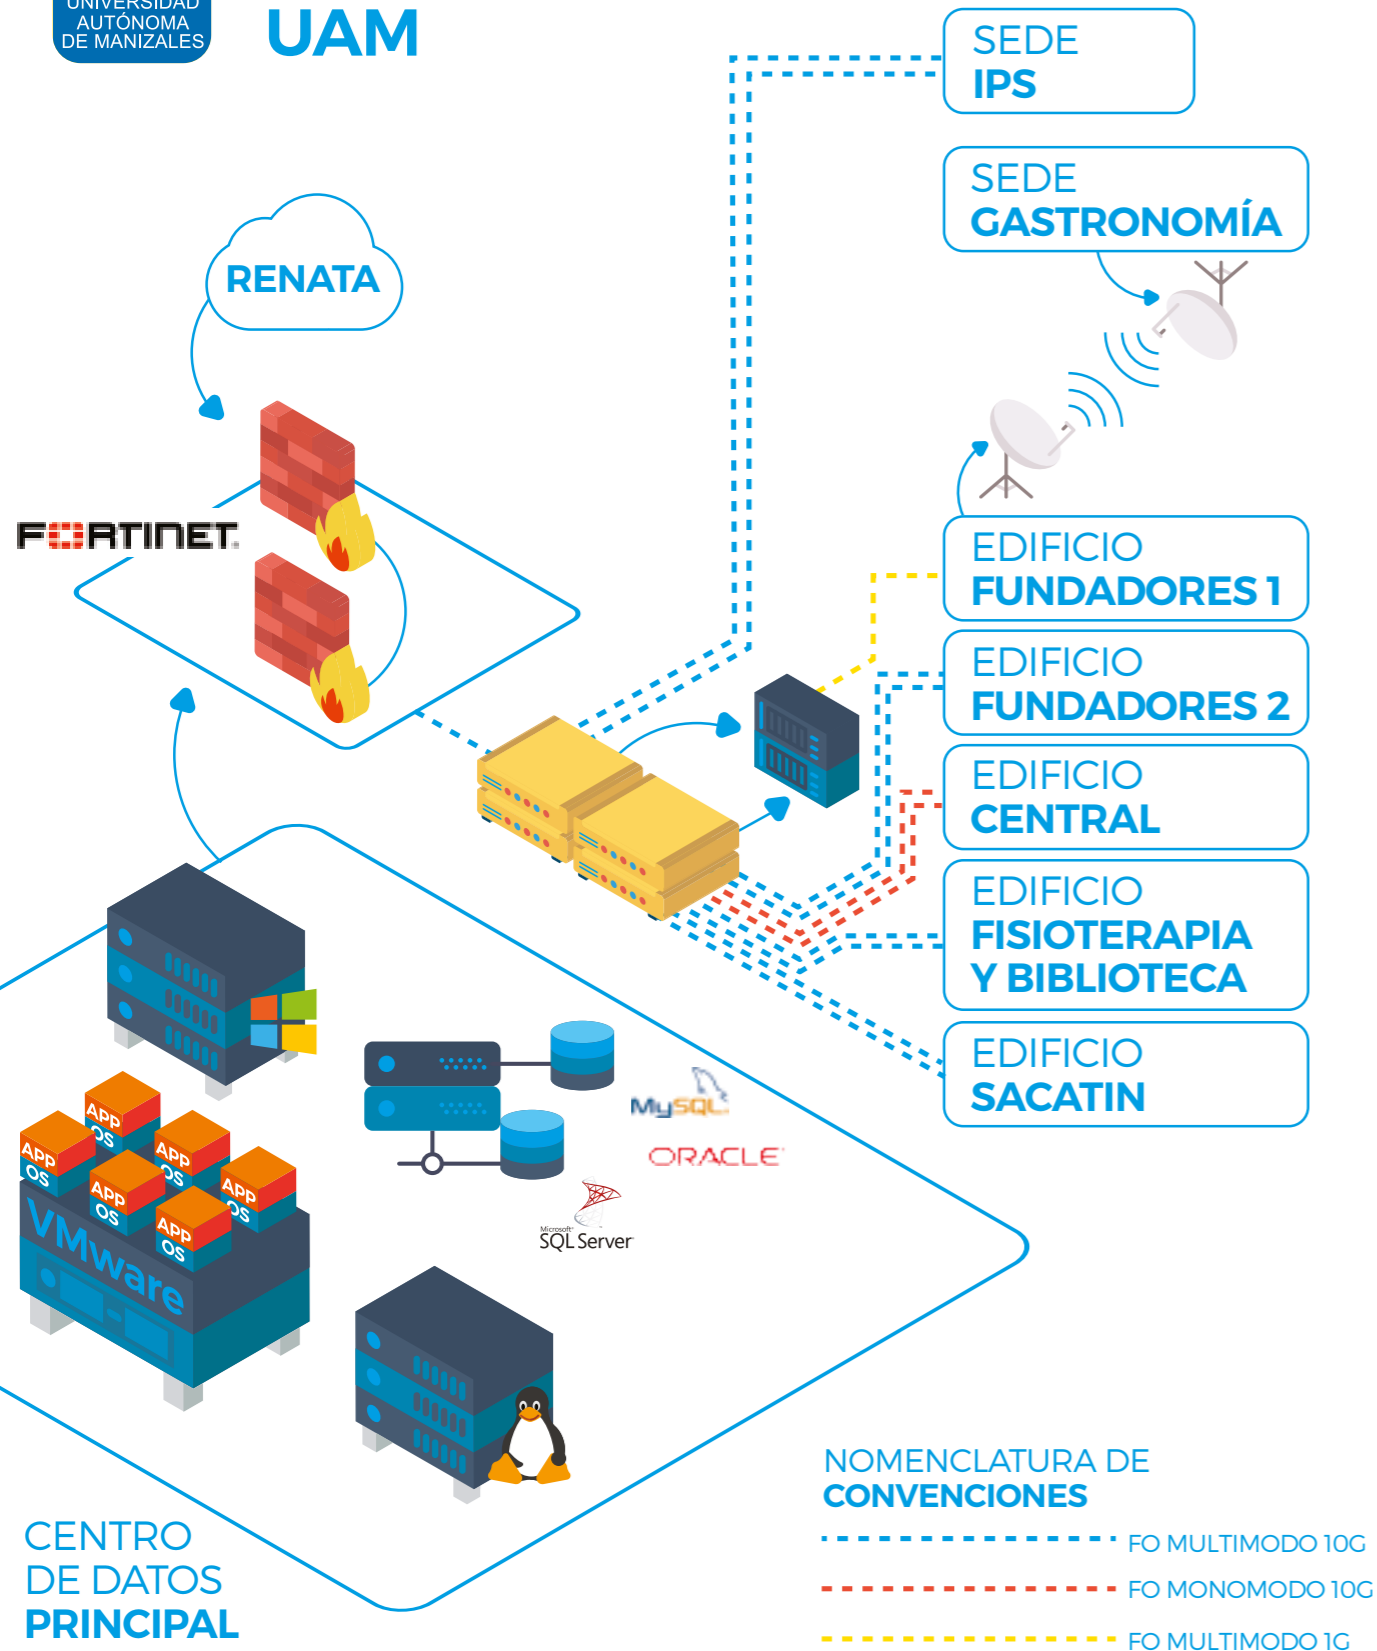 UNIVERSIDAD
AUTÓNOMA
DE MANIZALES
UAM
SEDE
IPS
SEDE
GASTRONOMÍA
RENATA
FORTINET
EDIFICIO
FUNDADORES 1
EDIFICIO
FUNDADORES 2
EDIFICIO
CENTRAL
EDIFICIO
FISIOTERAPIA
Y BIBLIOTECA
EDIFICIO
SACATIN
MySQL
ORACLE
Microsoft
SQL Server
APP
OS
APP
OS
APP
OS
APP
OS
APP
OS
APP
OS
VMware
CENTRO
DE DATOS
PRINCIPAL
NOMENCLATURA DE
CONVENCIONES
FO MULTIMODO 10G
FO MONOMODO 10G
FO MULTIMODO 1G